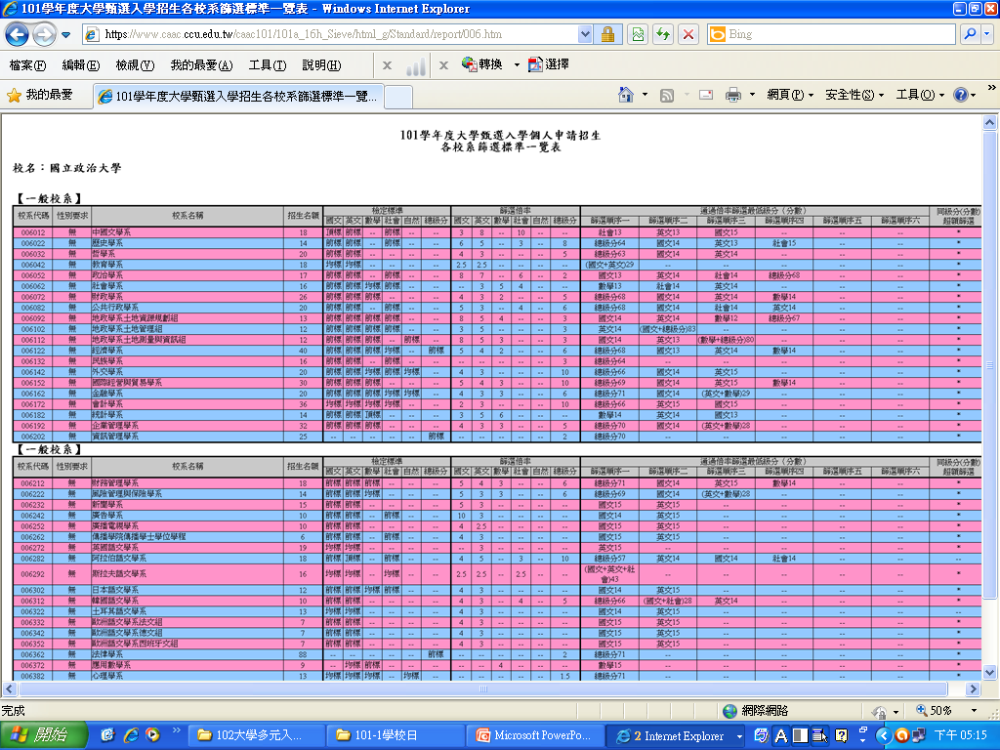 101學年度大學甄選入學招生各校系篩選標準一覽表 - Windows Internet Explorer
https://www.caac.ccu.edu.tw/caac101/101a_16h_Sieve/html_g/Standard/report/006.htm
Bing
檔案(F) 編輯(E) 檢視(V) 我的最愛(A) 工具(T) 說明(H) 轉換 選擇
我的最愛 101學年度大學甄選入學招生各校系篩選標準一覽... 網頁(P) 安全性(S) 工具(O)
101學年度大學甄選入學個人申請招生
各校系篩選標準一覽表
校名：國立政治大學
【一般校系】
校系代碼 性別要求 校系名稱 招生名額 檢定標準 篩選倍率 通過倍率篩選最低級分（分數） 同級分(分數)超額篩選
國文 英文 數學 社會 自然 總級分 國文 英文 數學 社會 自然 總級分 篩選順序一 篩選順序二 篩選順序三 篩選順序四 篩選順序五 篩選順序六
006012 無 中國文學系 18 頂標 前標 -- 前標 -- -- 3 8 -- 10 -- -- 社會13 英文13 國文15 -- -- -- *
006022 無 歷史學系 14 前標 前標 -- 前標 -- -- 6 5 -- 3 -- 8 總級分64 國文13 英文13 社會15 -- -- *
006032 無 哲學系 20 前標 前標 -- -- -- -- 4 3 -- -- -- 5 總級分63 國文14 英文14 -- -- -- *
006042 無 教育學系 18 均標 均標 -- -- -- -- 2.5 2.5 -- -- -- -- (國文+英文)29 -- -- -- -- -- *
006052 無 政治學系 17 前標 前標 -- 前標 -- -- 8 7 -- 6 -- 2 國文13 英文14 社會14 總級分68 -- -- *
006062 無 社會學系 16 前標 前標 均標 前標 -- -- -- 3 5 4 -- -- 數學13 社會14 英文14 -- -- -- *
006072 無 財政學系 26 前標 前標 前標 -- -- -- 4 3 2 -- -- 5 總級分68 國文14 英文14 數學14 -- -- *
006082 無 公共行政學系 20 前標 前標 -- 前標 -- -- 5 3 -- 4 -- 6 總級分68 國文14 社會14 英文14 -- -- *
006092 無 地政學系土地資源規劃組 13 前標 前標 前標 前標 -- -- 8 5 4 -- -- 3 國文14 英文14 數學12 總級分67 -- -- *
006102 無 地政學系土地管理組 12 前標 前標 前標 前標 -- -- 3 5 -- -- -- 3 英文14 (國文+總級分)83 -- -- -- -- *
006112 無 地政學系土地測量與資訊組 12 前標 前標 前標 -- 前標 -- 8 5 3 -- -- 3 國文14 英文13 (數學+總級分)80 -- -- -- *
006122 無 經濟學系 40 前標 前標 前標 均標 -- 前標 5 4 2 -- -- 6 總級分68 國文13 英文14 數學14 -- -- *
006132 無 民族學系 16 前標 前標 -- 前標 -- -- -- -- -- -- -- 3 總級分64 -- -- -- -- -- *
006142 無 外交學系 20 前標 前標 均標 前標 均標 -- 4 3 -- -- -- 10 總級分66 國文14 英文15 -- -- -- *
006152 無 國際經營與貿易學系 30 前標 前標 前標 -- -- -- 5 4 3 -- -- 10 總級分69 國文14 英文15 數學14 -- -- *
006162 無 金融學系 20 前標 前標 前標 均標 均標 -- 4 3 3 -- -- 6 總級分71 國文14 (英文+數學)29 -- -- -- *
006172 無 會計學系 36 均標 均標 均標 均標 -- -- 2 3 -- -- -- 10 總級分66 英文15 國文15 -- -- -- *
006182 無 統計學系 14 前標 前標 頂標 -- -- -- 3 5 6 -- -- -- 數學14 英文14 國文13 -- -- -- *
006192 無 企業管理學系 32 前標 前標 前標 -- -- -- 4 3 3 -- -- 5 總級分70 國文14 (英文+數學)28 -- -- -- *
006202 無 資訊管理學系 25 -- -- -- -- -- 前標 -- -- -- -- -- 2 總級分70 -- -- -- -- -- *
【一般校系】
校系代碼 性別要求 校系名稱 招生名額 檢定標準 篩選倍率 通過倍率篩選最低級分（分數） 同級分(分數)超額篩選
國文 英文 數學 社會 自然 總級分 國文 英文 數學 社會 自然 總級分 篩選順序一 篩選順序二 篩選順序三 篩選順序四 篩選順序五 篩選順序六
006212 無 財務管理學系 18 前標 前標 前標 -- -- -- 5 4 3 -- -- 6 總級分71 國文14 英文15 數學14 -- -- *
006222 無 風險管理與保險學系 14 前標 前標 均標 -- -- -- 5 3 3 -- -- 6 總級分69 國文14 (英文+數學)28 -- -- -- *
006232 無 新聞學系 15 前標 前標 -- -- -- -- 5 3 -- -- -- -- 國文15 英文15 -- -- -- -- *
006242 無 廣告學系 10 前標 前標 -- 前標 -- -- 10 3 -- -- -- -- 國文15 英文15 -- -- -- -- *
006252 無 廣播電視學系 10 前標 前標 -- -- -- -- 4 2.5 -- -- -- -- 國文15 英文15 -- -- -- -- *
006262 無 傳播學院傳播學士學位學程 6 前標 前標 -- 前標 -- -- 4 3 -- -- -- -- 國文15 英文15 -- -- -- -- *
006272 無 英國語文學系 19 均標 均標 -- -- -- -- -- 3 -- -- -- -- 英文15 -- -- -- -- -- *
006282 無 阿拉伯語文學系 18 前標 頂標 -- 前標 -- -- 4 5 -- 3 -- 10 總級分57 英文14 國文14 社會14 -- -- --
006292 無 斯拉夫語文學系 16 均標 均標 -- 均標 -- -- 2.5 2.5 -- 2.5 -- -- (國文+英文+社會)43 -- -- -- -- -- *
006302 無 日本語文學系 12 前標 前標 均標 前標 -- -- 4 3 -- -- -- -- 國文14 英文15 -- -- -- -- *
006312 無 韓國語文學系 10 前標 前標 -- 前標 -- -- 4 3 -- 4 -- 5 總級分66 (國文+社會)28 英文14 -- -- -- *
006322 無 土耳其語文學系 13 均標 均標 -- -- -- -- 4 3 -- -- -- -- 國文14 英文15 -- -- -- -- --
006332 無 歐洲語文學系法文組 7 前標 前標 -- -- -- -- 4 3 -- -- -- -- 國文15 英文15 -- -- -- -- *
006342 無 歐洲語文學系德文組 7 前標 前標 -- -- -- -- 4 3 -- -- -- -- 國文15 英文15 -- -- -- -- *
006352 無 歐洲語文學系西班牙文組 7 前標 前標 -- -- -- -- 4 3 -- -- -- -- 國文15 英文15 -- -- -- -- *
006362 無 法律學系 88 -- -- -- -- -- 前標 -- -- -- -- -- 2 總級分71 -- -- -- -- -- *
006372 無 應用數學系 9 -- 均標 前標 -- -- -- -- -- 4 -- -- -- 數學15 -- -- -- -- -- *
006382 無 心理學系 13 均標 均標 均標 -- 均標 -- -- -- -- -- -- 1.5 總級分71 -- -- -- -- -- *
完成 網際網路 50%
開始 102大學多元入... 101-1學校日 Microsoft PowerPo... 2 Internet Explorer 下午 05:15